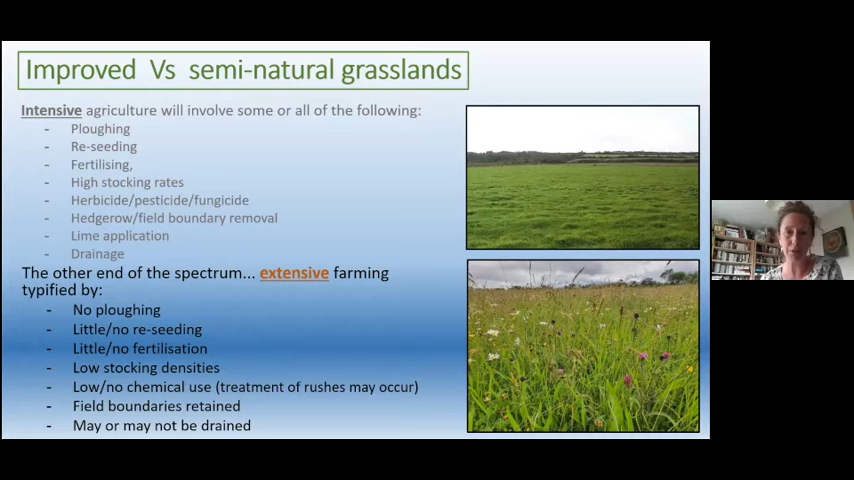 Improved Vs semi-natural grasslands
Intensive agriculture will involve some or all of the following:
- Ploughing
- Re-seeding
- Fertilising,
- High stocking rates
- Herbicide/pesticide/fungicide
- Hedgerow/field boundary removal
- Lime application
- Drainage
The other end of the spectrum... extensive farming
typified by:
- No ploughing
- Little/no re-seeding
- Little/no fertilisation
- Low stocking densities
- Low/no chemical use (treatment of rushes may occur)
- Field boundaries retained
- May or may not be drained